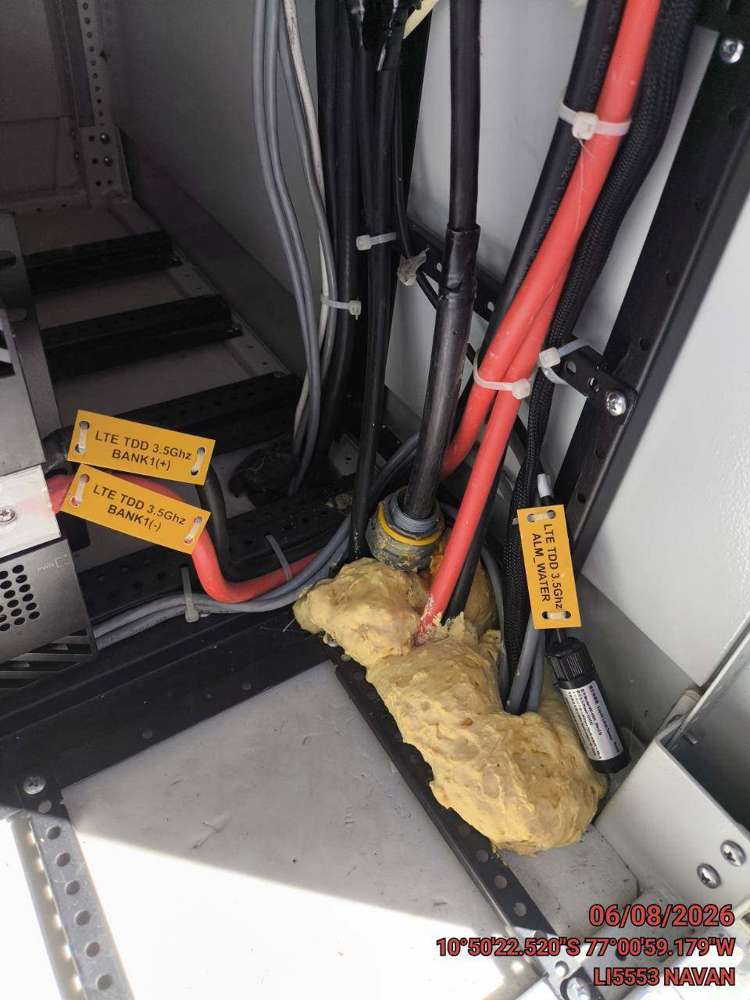 LTE TDD 3.5Ghz
BANK1(+)
LTE TDD 3.5Ghz
BANK1(-)
LTE TDD 3.5Ghz
ALM_WATER
PWR
06/08/2026
10°50'22.520"S 77°00'59.179"W
LI5553 NAVAN